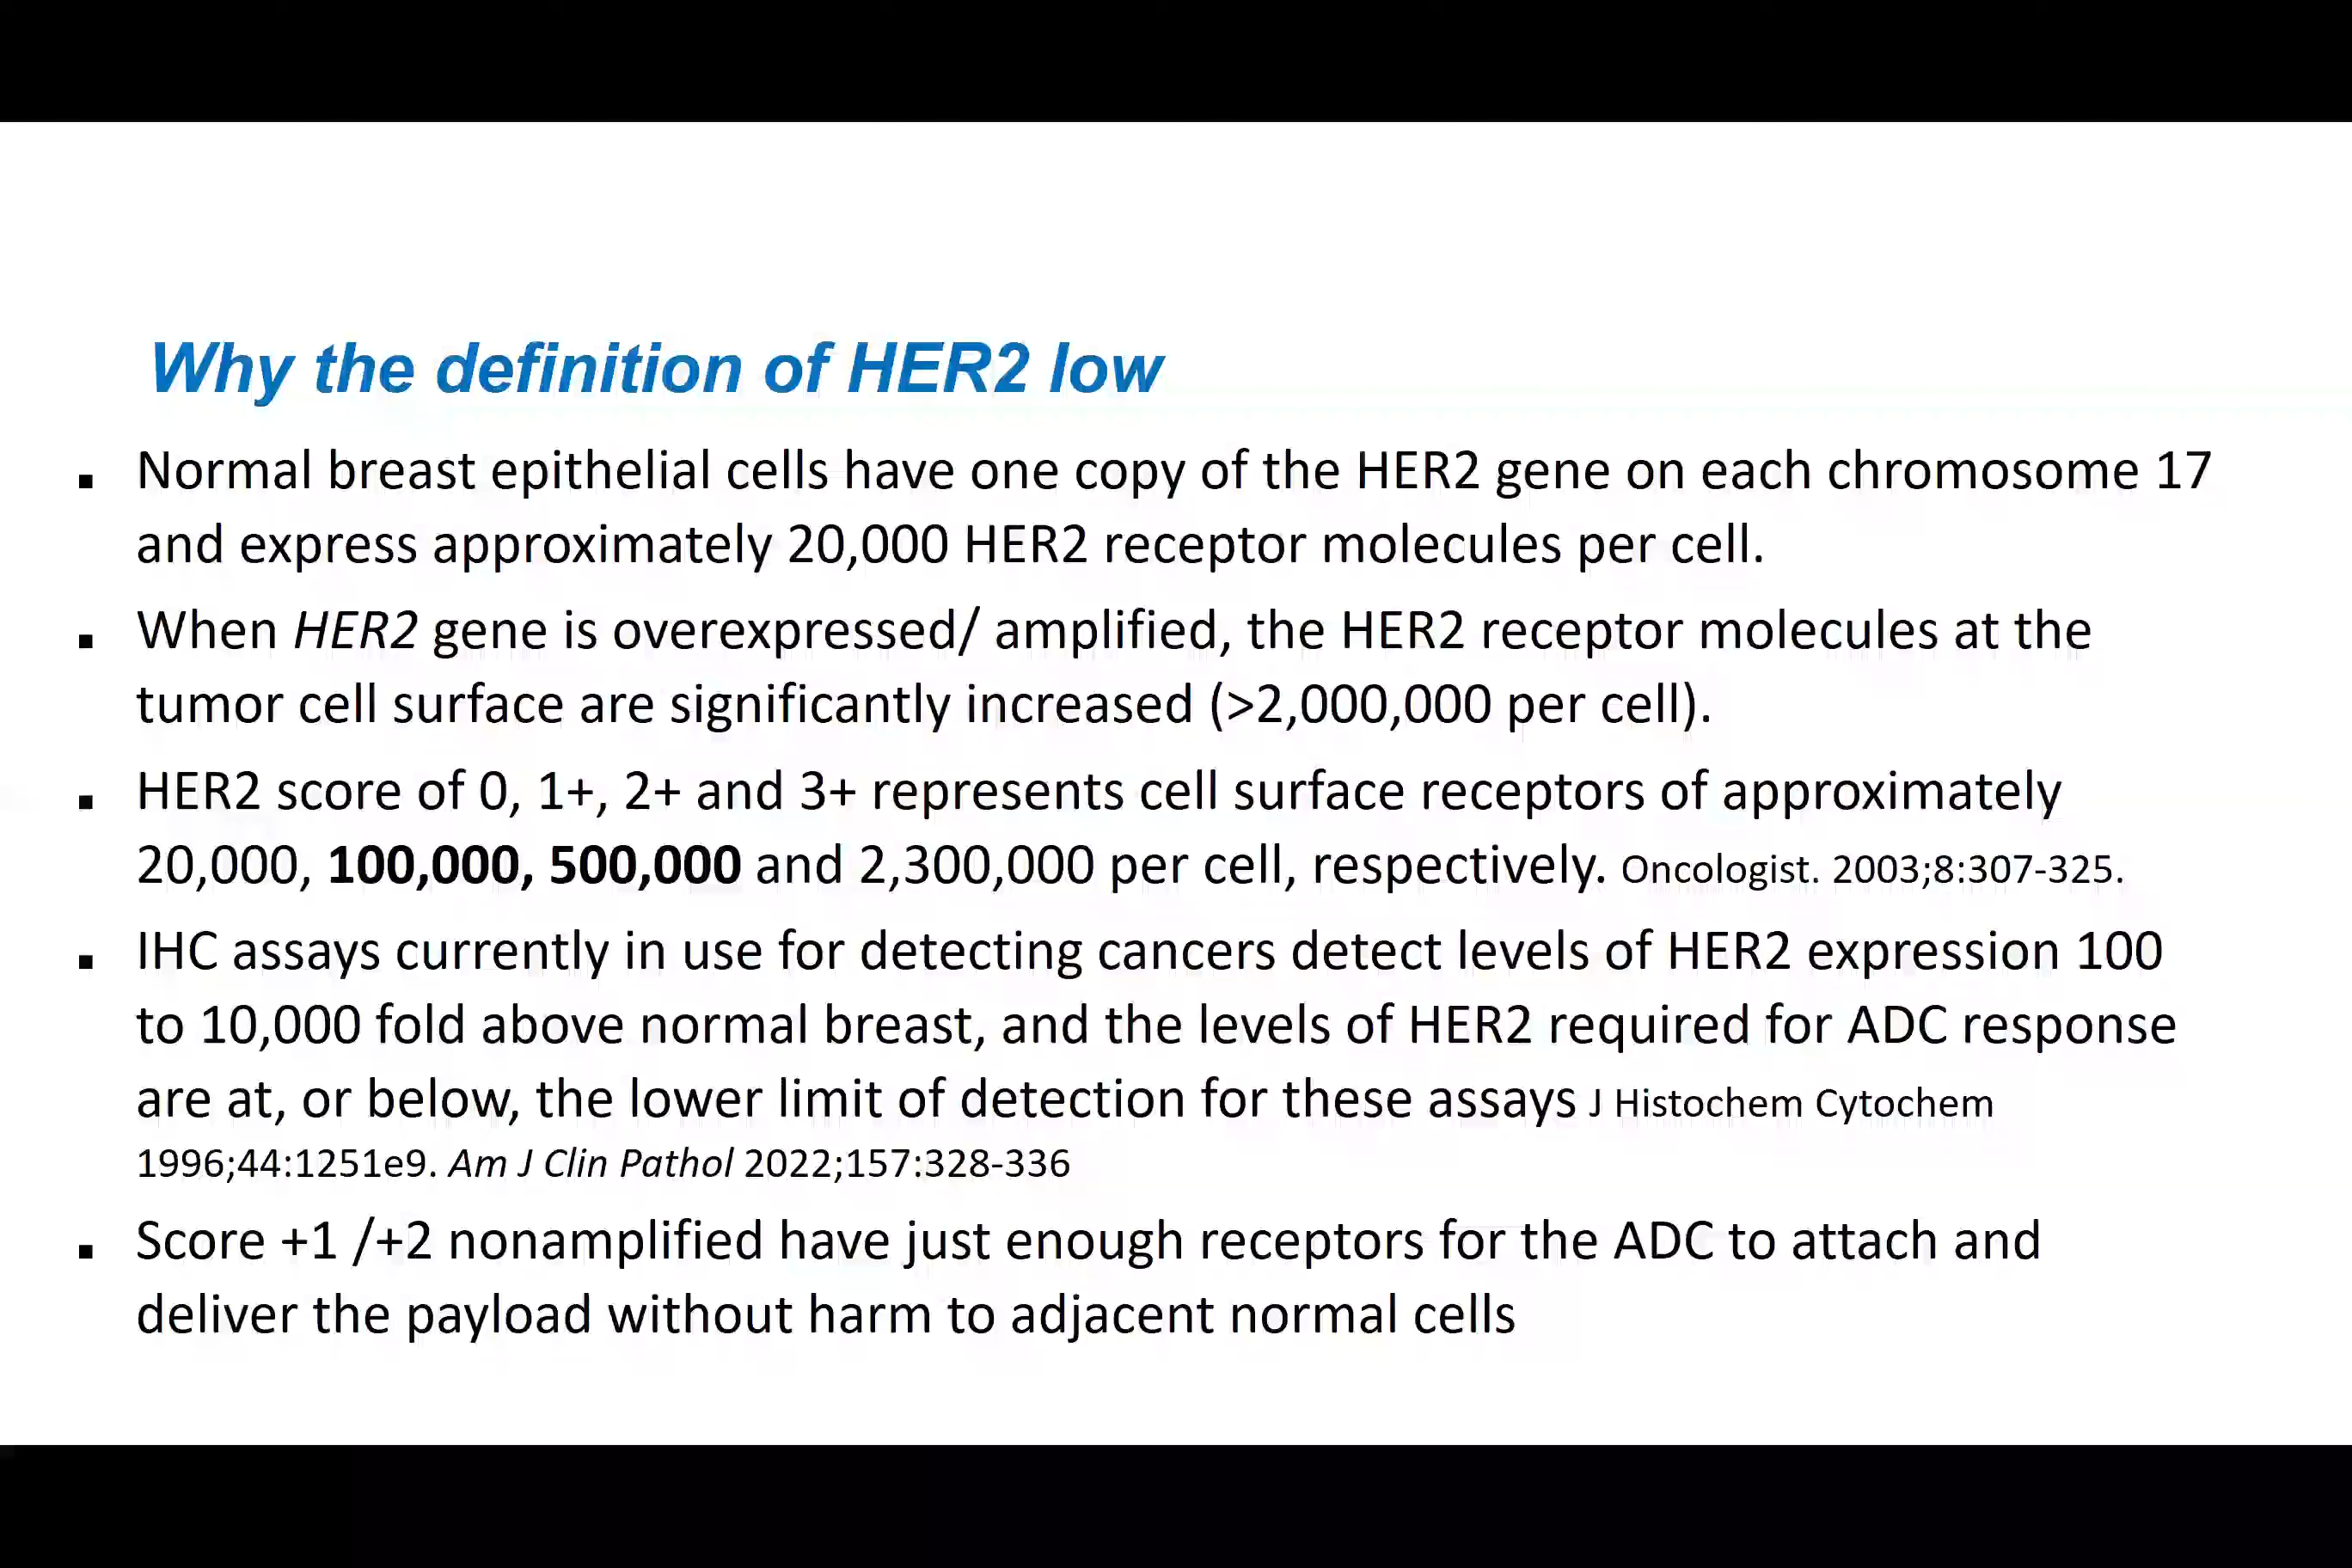 Why the definition of HER2 low
▪ Normal breast epithelial cells have one copy of the HER2 gene on each chromosome 17
and express approximately 20,000 HER2 receptor molecules per cell.
▪ When HER2 gene is overexpressed/ amplified, the HER2 receptor molecules at the
tumor cell surface are significantly increased (>2,000,000 per cell).
▪ HER2 score of 0, 1+, 2+ and 3+ represents cell surface receptors of approximately
20,000, 100,000, 500,000 and 2,300,000 per cell, respectively. Oncologist. 2003;8:307-325.
▪ IHC assays currently in use for detecting cancers detect levels of HER2 expression 100
to 10,000 fold above normal breast, and the levels of HER2 required for ADC response
are at, or below, the lower limit of detection for these assays J Histochem Cytochem
1996;44:1251e9. Am J Clin Pathol 2022;157:328-336
▪ Score +1 /+2 nonamplified have just enough receptors for the ADC to attach and
deliver the payload without harm to adjacent normal cells